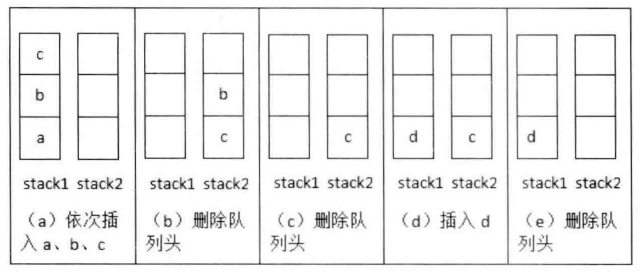 c
b
a
b
c
c
d
c
d
stack1 stack2
stack1 stack2
stack1 stack2
stack1 stack2
stack1 stack2
（a）依次插
入 a、b、c
（b）删除队
列头
（c）删除队
列头
（d）插入 d
（e）删除队
列头